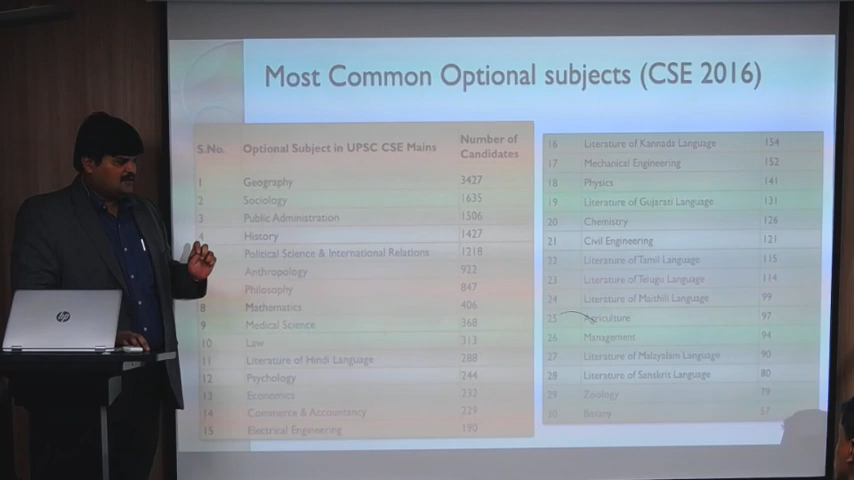 Most Common Optional subjects (CSE 2016)
S.No. Optional Subject in UPSC CSE Mains Number of Candidates
1 Geography 3427
2 Sociology 1635
3 Public Administration 1506
4 History 1427
Political Science & International Relations 1218
Anthropology 922
Philosophy 847
8 Mathematics 406
9 Medical Science 368
10 Law 313
11 Literature of Hindi Language 288
12 Psychology 244
13 Economics 232
14 Commerce & Accountancy 229
15 Electrical Engineering 190
16 Literature of Kannada Language 154
17 Mechanical Engineering 152
18 Physics 141
19 Literature of Gujarati Language 131
20 Chemistry 126
21 Civil Engineering 121
22 Literature of Tamil Language 115
23 Literature of Telugu Language 114
24 Literature of Maithili Language 99
25 Agriculture 97
26 Management 94
27 Literature of Malayalam Language 90
28 Literature of Sanskrit Language 80
29 Zoology 79
30 Botany 57
hp